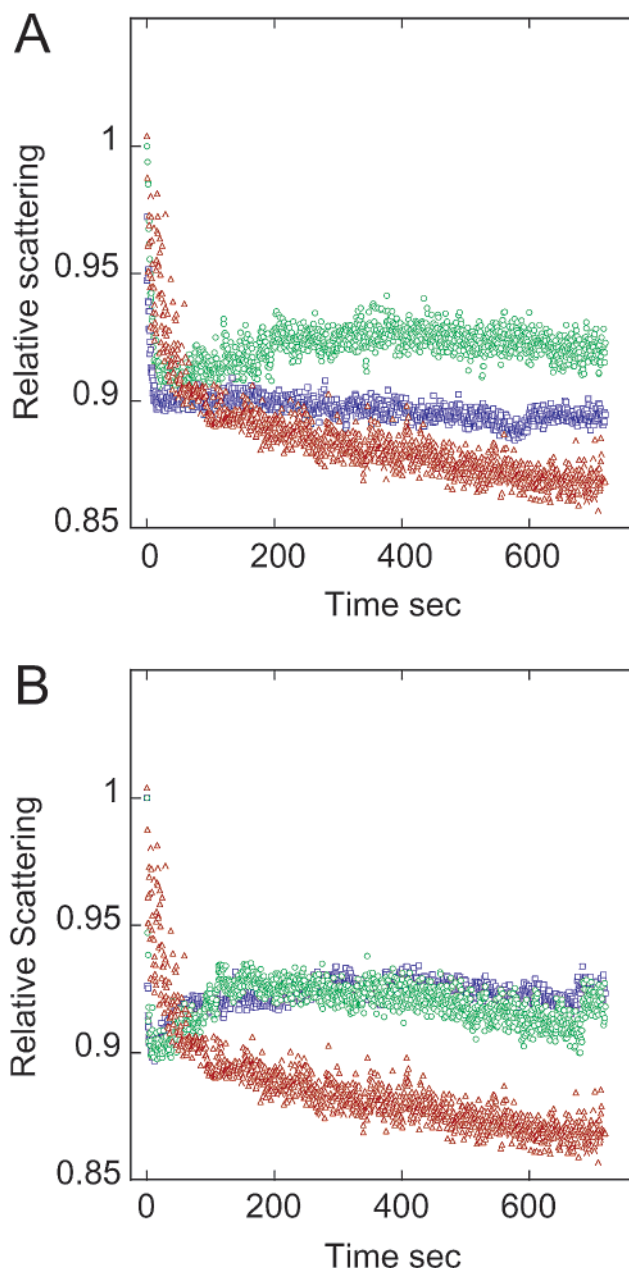 A
Relative scattering
1
0.95
0.9
0.85
0 200 400 600
Time sec
B
Relative Scattering
1
0.95
0.9
0.85
0 200 400 600
Time sec